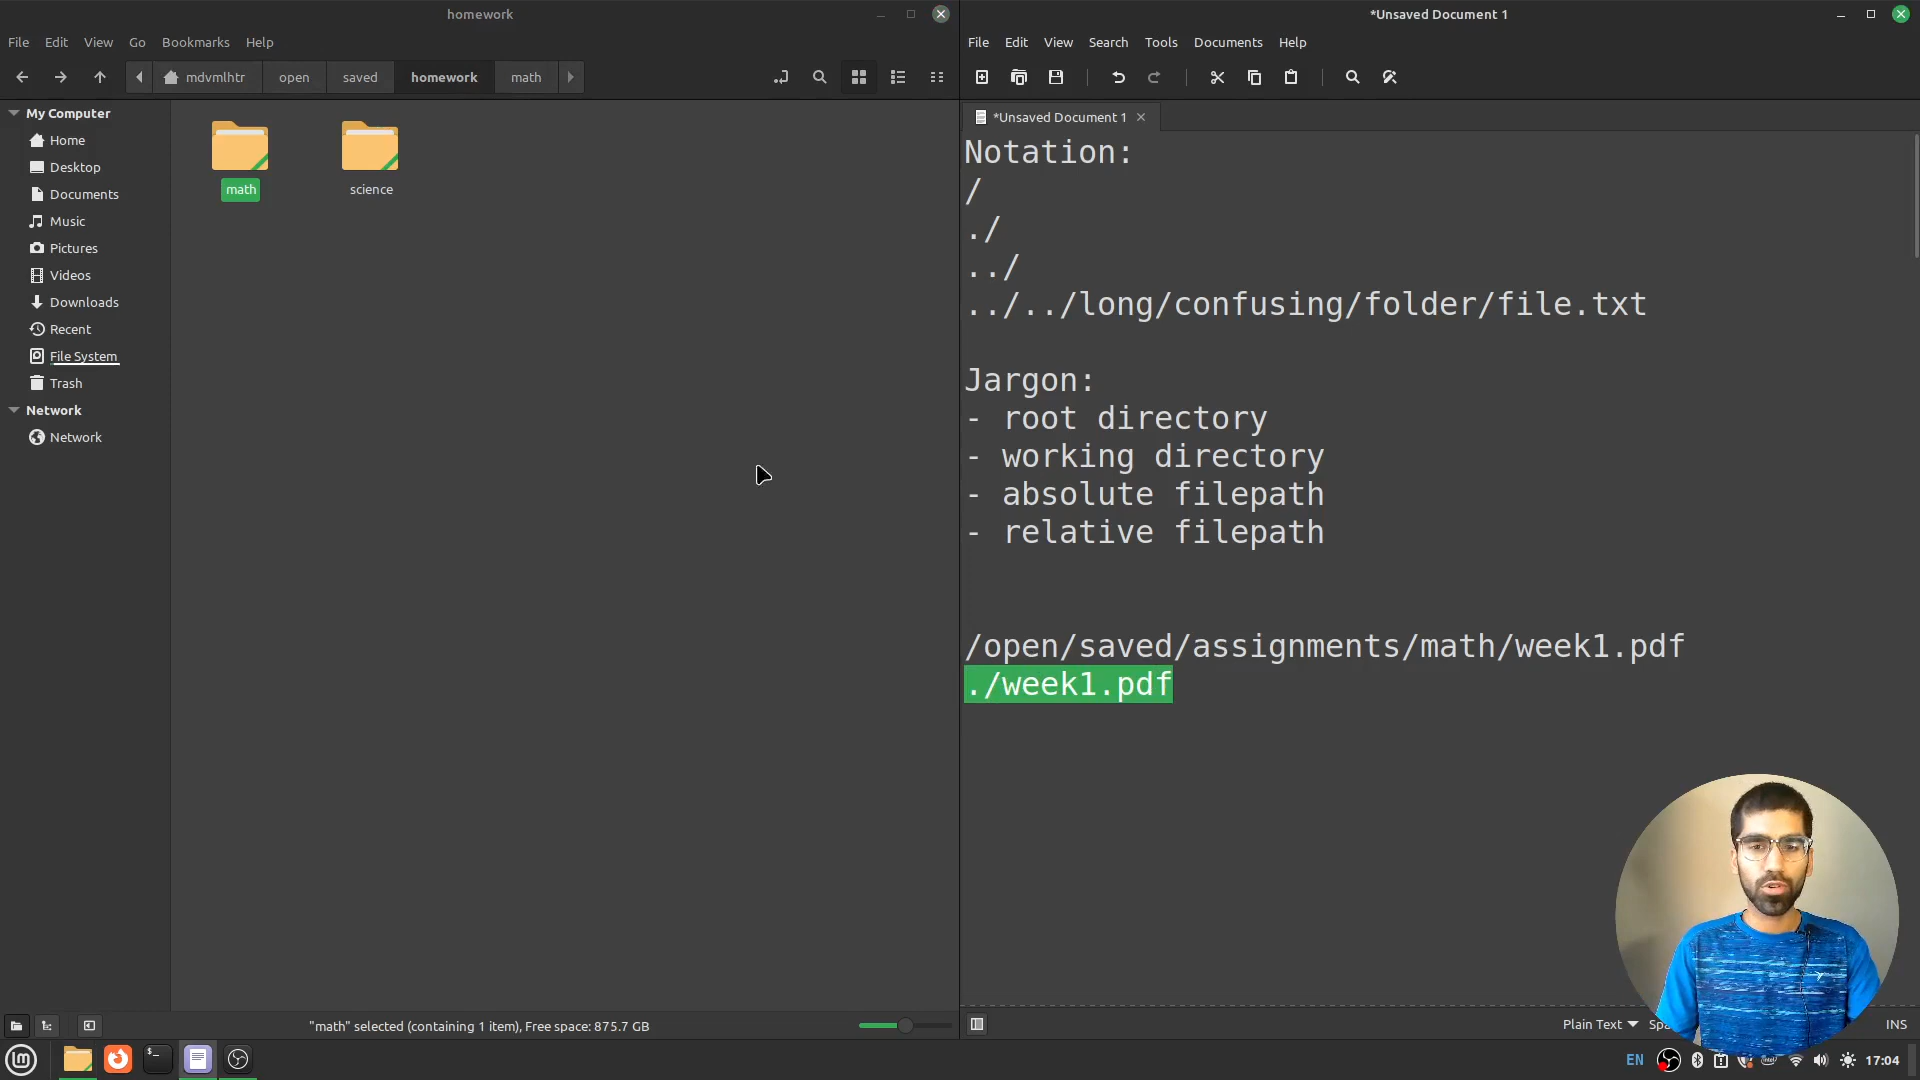 homework
File Edit View Go Bookmarks Help
mdvmlhtr open saved homework math
My Computer
Home
Desktop
Documents
Music
Pictures
Videos
Downloads
Recent
File System
Trash
Network
Network
math
science
"math" selected (containing 1 item), Free space: 875.7 GB
*Unsaved Document 1
File Edit View Search Tools Documents Help
*Unsaved Document 1
Notation:
/
./
../
../../long/confusing/folder/file.txt
Jargon:
- root directory
- working directory
- absolute filepath
- relative filepath
/open/saved/assignments/math/week1.pdf
./week1.pdf
Plain Text
INS
EN
17:04